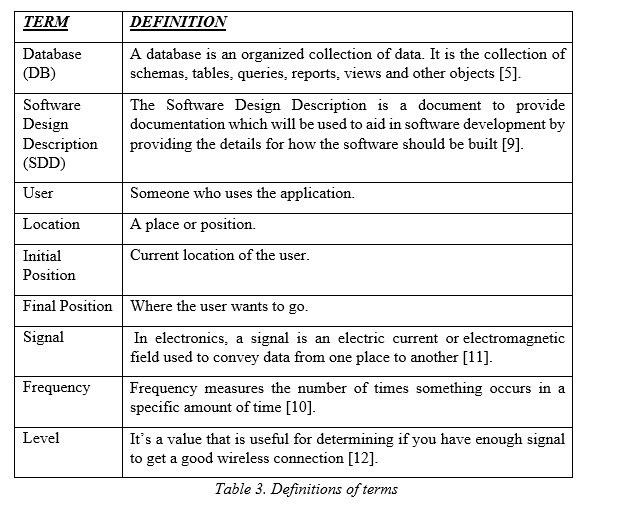 TERM DEFINITION
Database A database is an organized collection of data. It is the collection of
(DB) schemas, tables, queries, reports, views and other objects [5].
Software The Software Design Description is a document to provide
Design documentation which will be used to aid in software development by
Description providing the details for how the software should be built [9].
(SDD)
User Someone who uses the application.
Location A place or position.
Initial Current location of the user.
Position
Final Position Where the user wants to go.
Signal In electronics, a signal is an electric current or electromagnetic
field used to convey data from one place to another [11].
Frequency Frequency measures the number of times something occurs in a
specific amount of time [10].
Level It’s a value that is useful for determining if you have enough signal
to get a good wireless connection [12].
Table 3. Definitions of terms